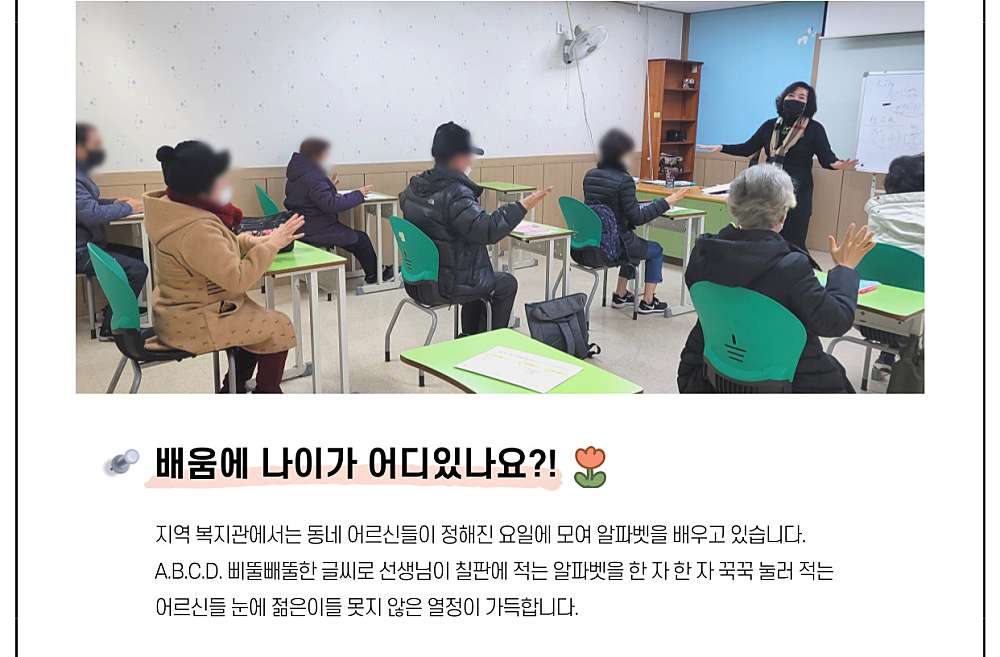 배움에 나이가 어디있나요?!
지역 복지관에서는 동네 어르신들이 정해진 요일에 모여 알파벳을 배우고 있습니다.
A.B.C.D. 삐뚤빼뚤한 글씨로 선생님이 칠판에 적는 알파벳을 한 자 한 자 꾹꾹 눌러 적는
어르신들 눈에 젊은이들 못지 않은 열정이 가득합니다.